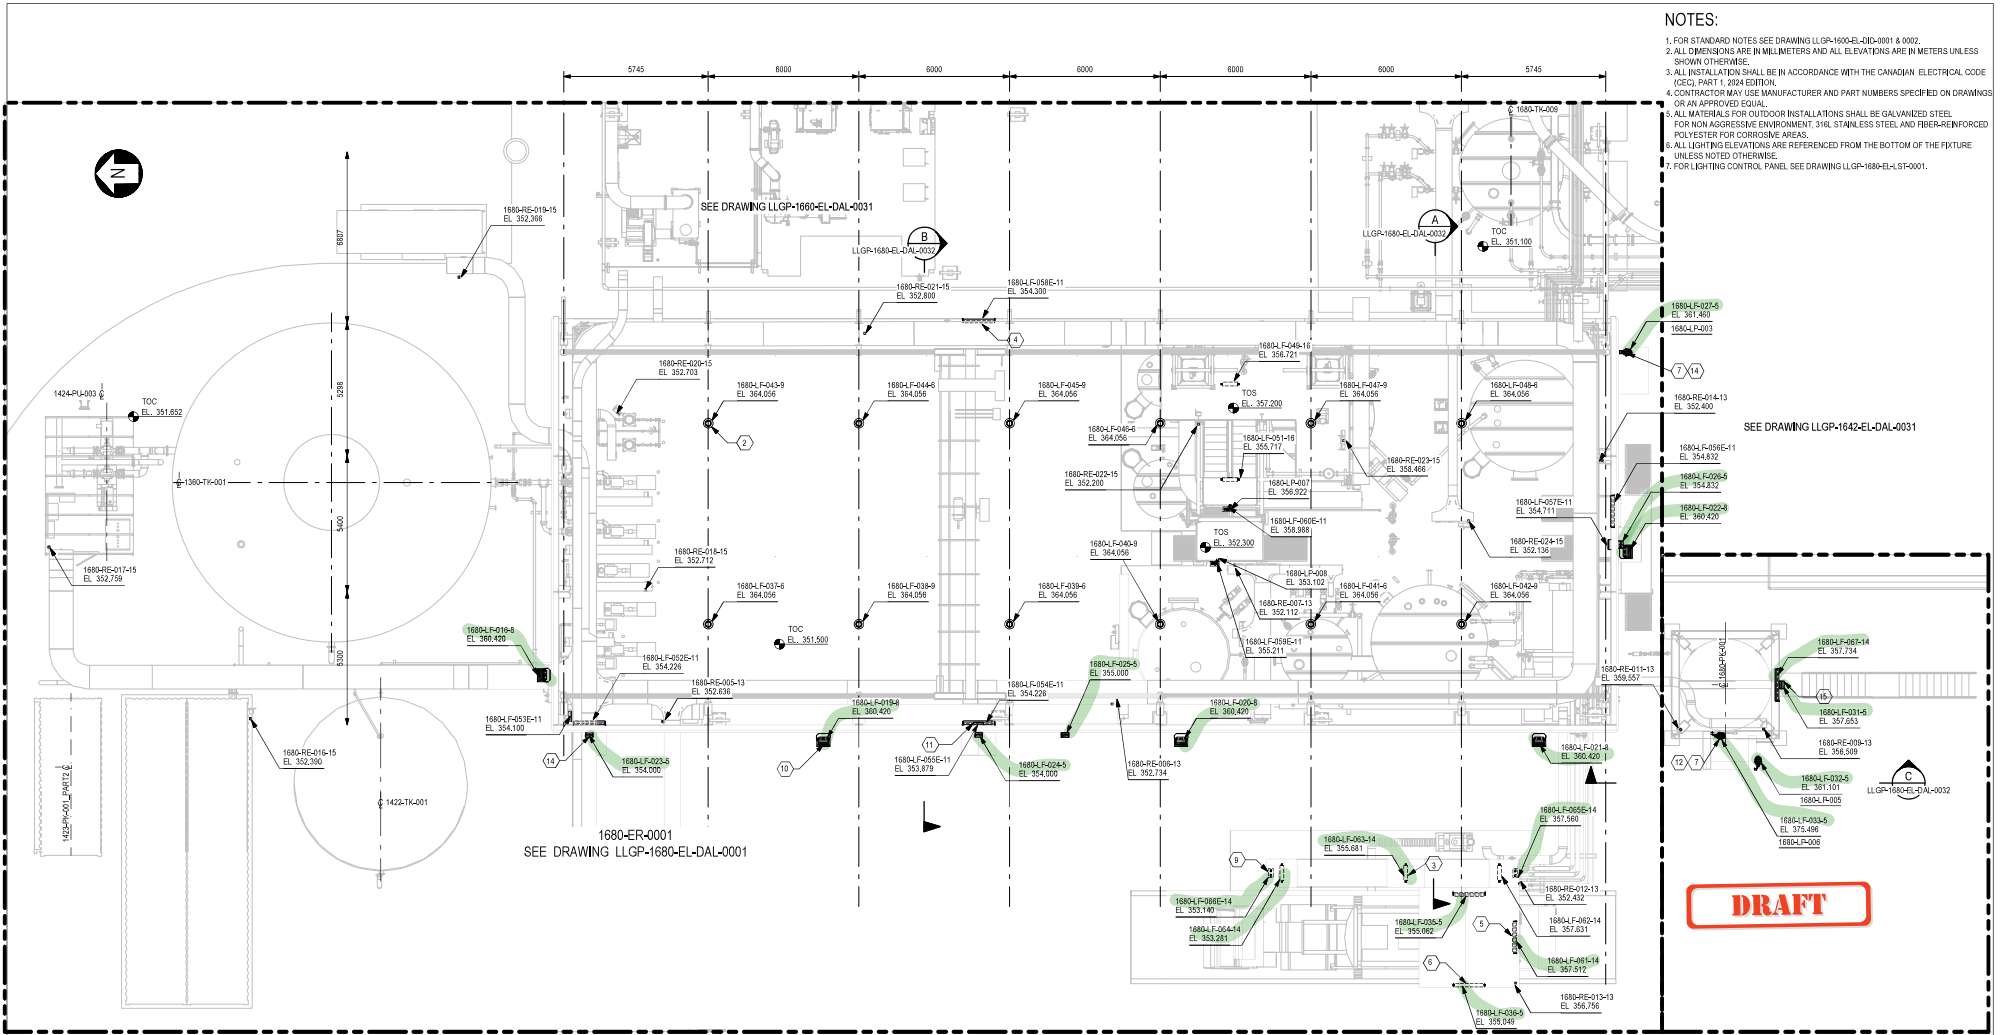 NOTES:
1. FOR STANDARD NOTES SEE DRAWING LLGP-1600-EL-DID-0001 & 0002.
2. ALL DIMENSIONS ARE IN MILLIMETERS AND ALL ELEVATIONS ARE IN METERS UNLESS
SHOWN OTHERWISE.
3. ALL INSTALLATION SHALL BE IN ACCORDANCE WITH THE CANADIAN ELECTRICAL CODE
(CEC), PART 1, 2024 EDITION.
4. CONTRACTOR MAY USE MANUFACTURER AND PART NUMBERS SPECIFIED ON DRAWINGS
OR AN APPROVED EQUAL.
5. ALL MATERIALS FOR OUTDOOR INSTALLATIONS SHALL BE GALVANIZED STEEL
FOR NON AGGRESSIVE ENVIRONMENT, 316L STAINLESS STEEL AND FIBER-REINFORCED
POLYESTER FOR CORROSIVE AREAS.
6. ALL LIGHTING ELEVATIONS ARE REFERENCED FROM THE BOTTOM OF THE FIXTURE
UNLESS NOTED OTHERWISE.
7. FOR LIGHTING CONTROL PANEL SEE DRAWING LLGP-1680-EL-LST-0001.
5745
6000
6000
6000
6000
6000
5745
N
6807
5298
5400
5300
1680-RE-019-15
EL 352.366
SEE DRAWING LLGP-1660-EL-DAL-0031
B
LLGP-1680-EL-DAL-0032
A
LLGP-1680-EL-DAL-0032
1680-TK-009
TOC
EL. 351.100
1680-RE-021-15
EL 352.800
1680-LF-058E-11
EL 354.300
4
1680-LF-027-5
EL 361.460
1680-LP-003
7
14
1680-LF-049-16
EL 356.721
1680-RE-020-15
EL 352.703
1680-LF-043-9
EL 364.056
2
1680-LF-044-6
EL 364.056
1680-LF-045-9
EL 364.056
1680-LF-046-6
EL 364.056
TOS
EL. 357.200
1680-LF-047-9
EL 364.056
1680-LF-048-6
EL 364.056
1680-RE-014-13
EL 352.400
SEE DRAWING LLGP-1642-EL-DAL-0031
1424-PU-003
TOC
EL. 351.652
1360-TK-001
1680-LF-051-16
EL 355.717
1680-RE-022-15
EL 352.200
1680-RE-023-15
EL 358.466
1680-LP-007
EL 356.922
1680-LF-060E-11
EL 358.988
1680-LF-056E-11
EL 354.832
1680-LF-026-5
EL 354.832
1680-LF-022-8
EL 360.420
1680-LF-057E-11
EL 354.711
1680-RE-024-15
EL 352.136
TOS
EL. 352.300
1680-RE-017-15
EL 352.759
1680-RE-018-15
EL 352.712
1680-LF-040-9
EL 364.056
1680-LP-008
EL 353.102
1680-RE-007-13
EL 352.112
1680-LF-059E-11
EL 355.211
1680-LF-037-6
EL 364.056
1680-LF-038-9
EL 364.056
1680-LF-039-6
EL 364.056
1680-LF-041-6
EL 364.056
1680-LF-042-9
EL 364.056
TOC
EL. 351.500
1680-LF-016-8
EL 360.420
1680-LF-052E-11
EL 354.226
1680-RE-005-13
EL 352.636
1680-LF-053E-11
EL 354.100
14
1680-LF-023-5
EL 354.000
1680-LF-019-8
EL 360.420
10
1680-LF-054E-11
EL 354.226
11
1680-LF-055E-11
EL 353.879
1680-LF-024-5
EL 354.000
1680-LF-025-5
EL 355.000
1680-RE-006-13
EL 352.734
1680-LF-020-8
EL 360.420
1680-LF-021-8
EL 360.420
1680-RE-011-13
EL 359.557
1680-PK-001
1680-LF-067-14
EL 357.734
15
1680-LF-031-5
EL 357.653
1680-RE-009-13
EL 356.509
12
7
1680-LF-032-5
EL 361.101
1680-LP-005
1680-LF-033-5
EL 375.496
1680-LP-006
C
LLGP-1680-EL-DAL-0032
1680-RE-016-15
EL 352.390
1422-PK-001_PART2
1422-TK-001
1680-ER-0001
SEE DRAWING LLGP-1680-EL-DAL-0001
1680-LF-065E-14
EL 357.560
1680-LF-063-14
EL 355.681
9
3
1680-LF-066E-14
EL 353.140
1680-LF-064-14
EL 353.281
1680-LF-035-5
EL 355.062
1680-RE-012-13
EL 352.432
1680-LF-062-14
EL 357.631
5
1680-LF-061-14
EL 357.512
6
1680-RE-013-13
EL 356.756
1680-LF-036-5
EL 355.049
DRAFT